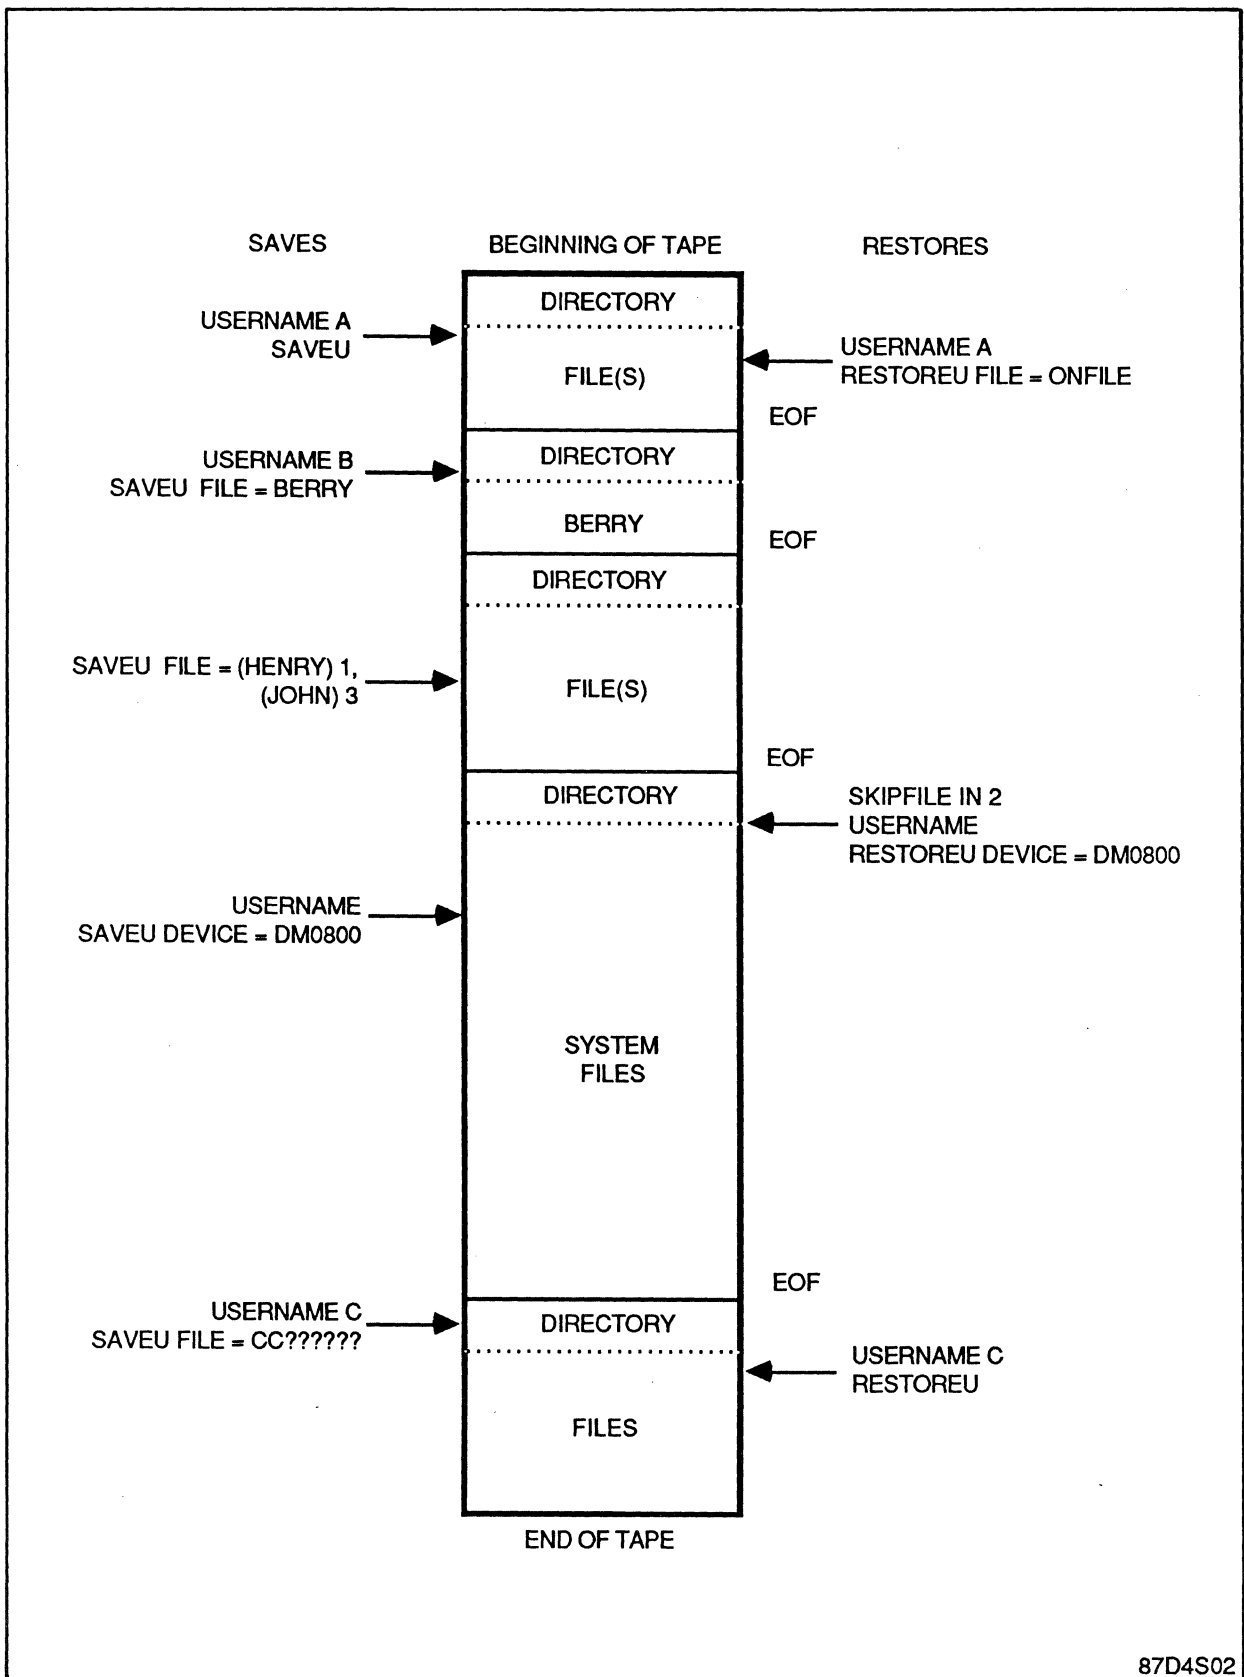 SAVES
BEGINNING OF TAPE
RESTORES
DIRECTORY
USERNAME A
SAVEU
USERNAME A
RESTOREU FILE = ONFILE
FILE(S)
EOF
DIRECTORY
USERNAME B
SAVEU FILE = BERRY
BERRY
EOF
DIRECTORY
SAVEU FILE = (HENRY) 1,
(JOHN) 3
FILE(S)
EOF
DIRECTORY
SKIPFILE IN 2
USERNAME
RESTOREU DEVICE = DM0800
USERNAME
SAVEU DEVICE = DM0800
SYSTEM
FILES
EOF
USERNAME C
SAVEU FILE = CC??????
DIRECTORY
USERNAME C
RESTOREU
FILES
END OF TAPE
87D4S02